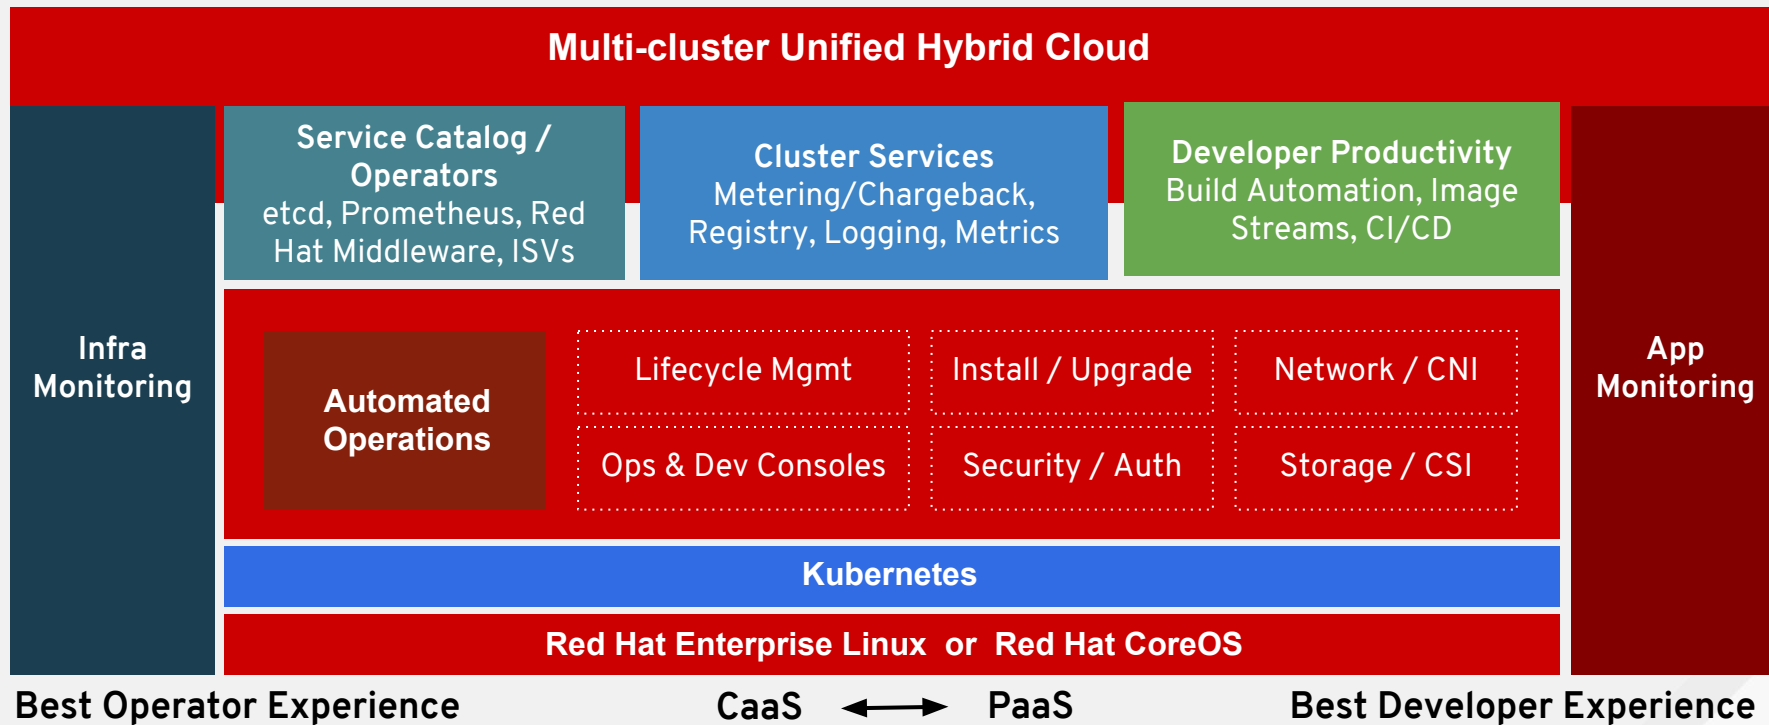 Multi-cluster Unified Hybrid Cloud
Service Catalog /
Operators
etcd, Prometheus, Red
Hat Middleware, ISVs
Cluster Services
Metering/Chargeback,
Registry, Logging, Metrics
Developer Productivity
Build Automation, Image
Streams, CI/CD
Infra
Monitoring
Automated
Operations
Lifecycle Mgmt
Install / Upgrade
Network / CNI
Ops & Dev Consoles
Security / Auth
Storage / CSI
App
Monitoring
Kubernetes
Red Hat Enterprise Linux or Red Hat CoreOS
Best Operator Experience
CaaS
PaaS
Best Developer Experience